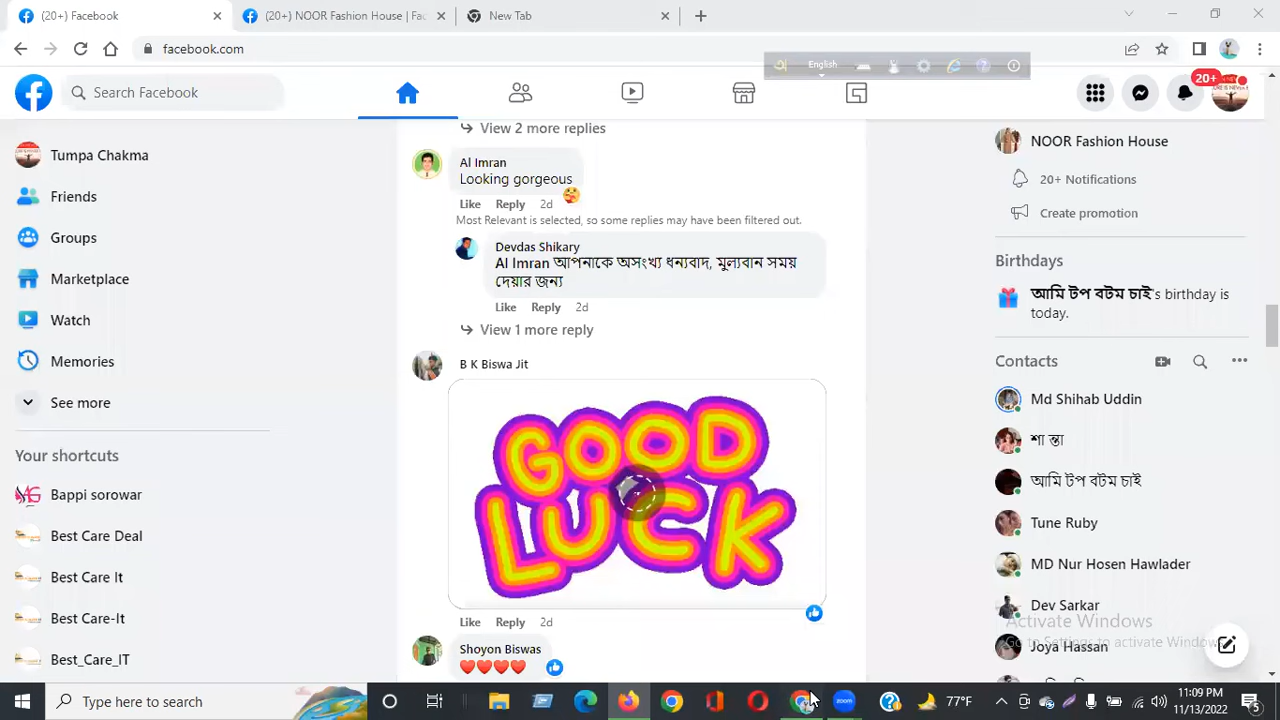 (20+) Facebook
(20+) NOOR Fashion House | Fac
New Tab
facebook.com
English
Search Facebook
20+
Tumpa Chakma
Friends
Groups
Marketplace
Watch
Memories
See more
Your shortcuts
Bappi sorowar
Best Care Deal
Best Care It
Best Care-It
Best_Care_IT
View 2 more replies
Al Imran
Looking gorgeous
Like Reply 2d
Most Relevant is selected, so some replies may have been filtered out.
Devdas Shikary
Al Imran আপনাকে অসংখ্য ধন্যবাদ, মুল্যবান সময়
দেয়ার জন্য
Like Reply 2d
View 1 more reply
B K Biswa Jit
GOOD
LUCK
Like Reply 2d
Shoyon Biswas
NOOR Fashion House
20+ Notifications
Create promotion
Birthdays
আমি টপ বটম চাই's birthday is
today.
Contacts
Md Shihab Uddin
শা ন্তা
আমি টপ বটম চাই
Tune Ruby
MD Nur Hosen Hawlader
Dev Sarkar
Joya Hassan
Activate Windows
Go to Settings to activate Windows.
Type here to search
zoom
77°F
11:09 PM
11/13/2022
5